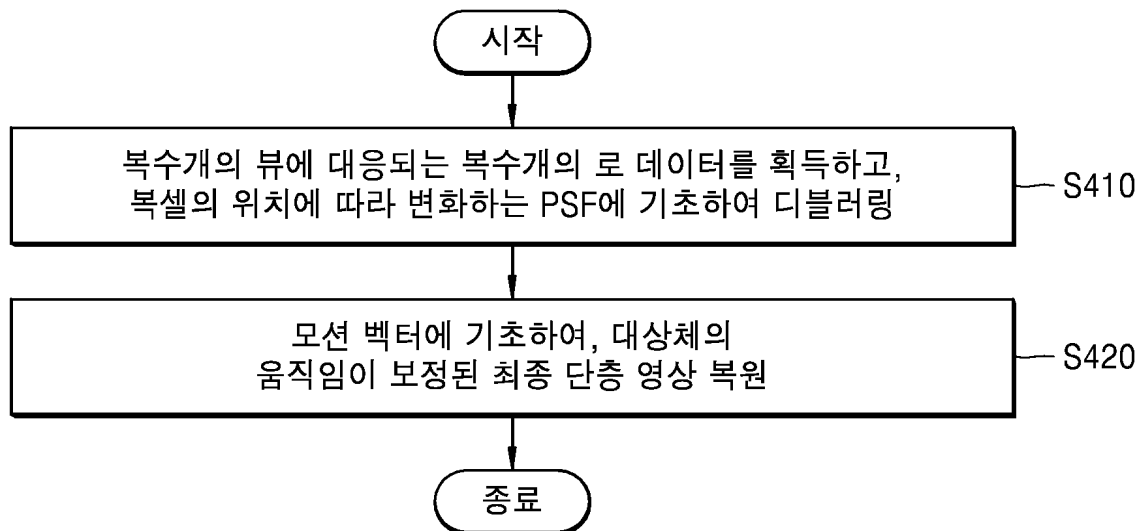 시작
복수개의 뷰에 대응되는 복수개의 로 데이터를 획득하고,
복셀의 위치에 따라 변화하는 PSF에 기초하여 디블러링
S410
모션 벡터에 기초하여, 대상체의
움직임이 보정된 최종 단층 영상 복원
S420
종료